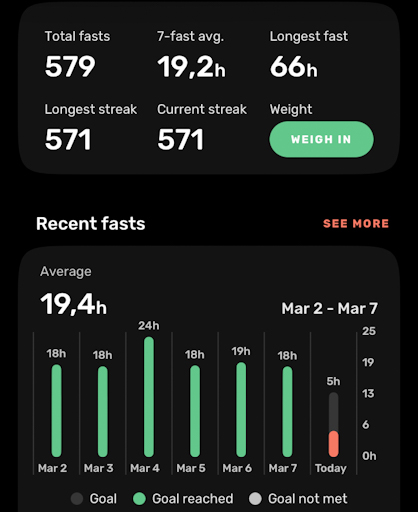 Total fasts 7-fast avg. Longest fast
579 19,2h 66h
Longest streak Current streak Weight
571 571 WEIGH IN
Recent fasts SEE MORE
Average
19,4h Mar 2 - Mar 7
18h 18h 24h 18h 19h 18h 5h
25
19
13
6
0h
Mar 2 Mar 3 Mar 4 Mar 5 Mar 6 Mar 7 Today
Goal Goal reached Goal not met